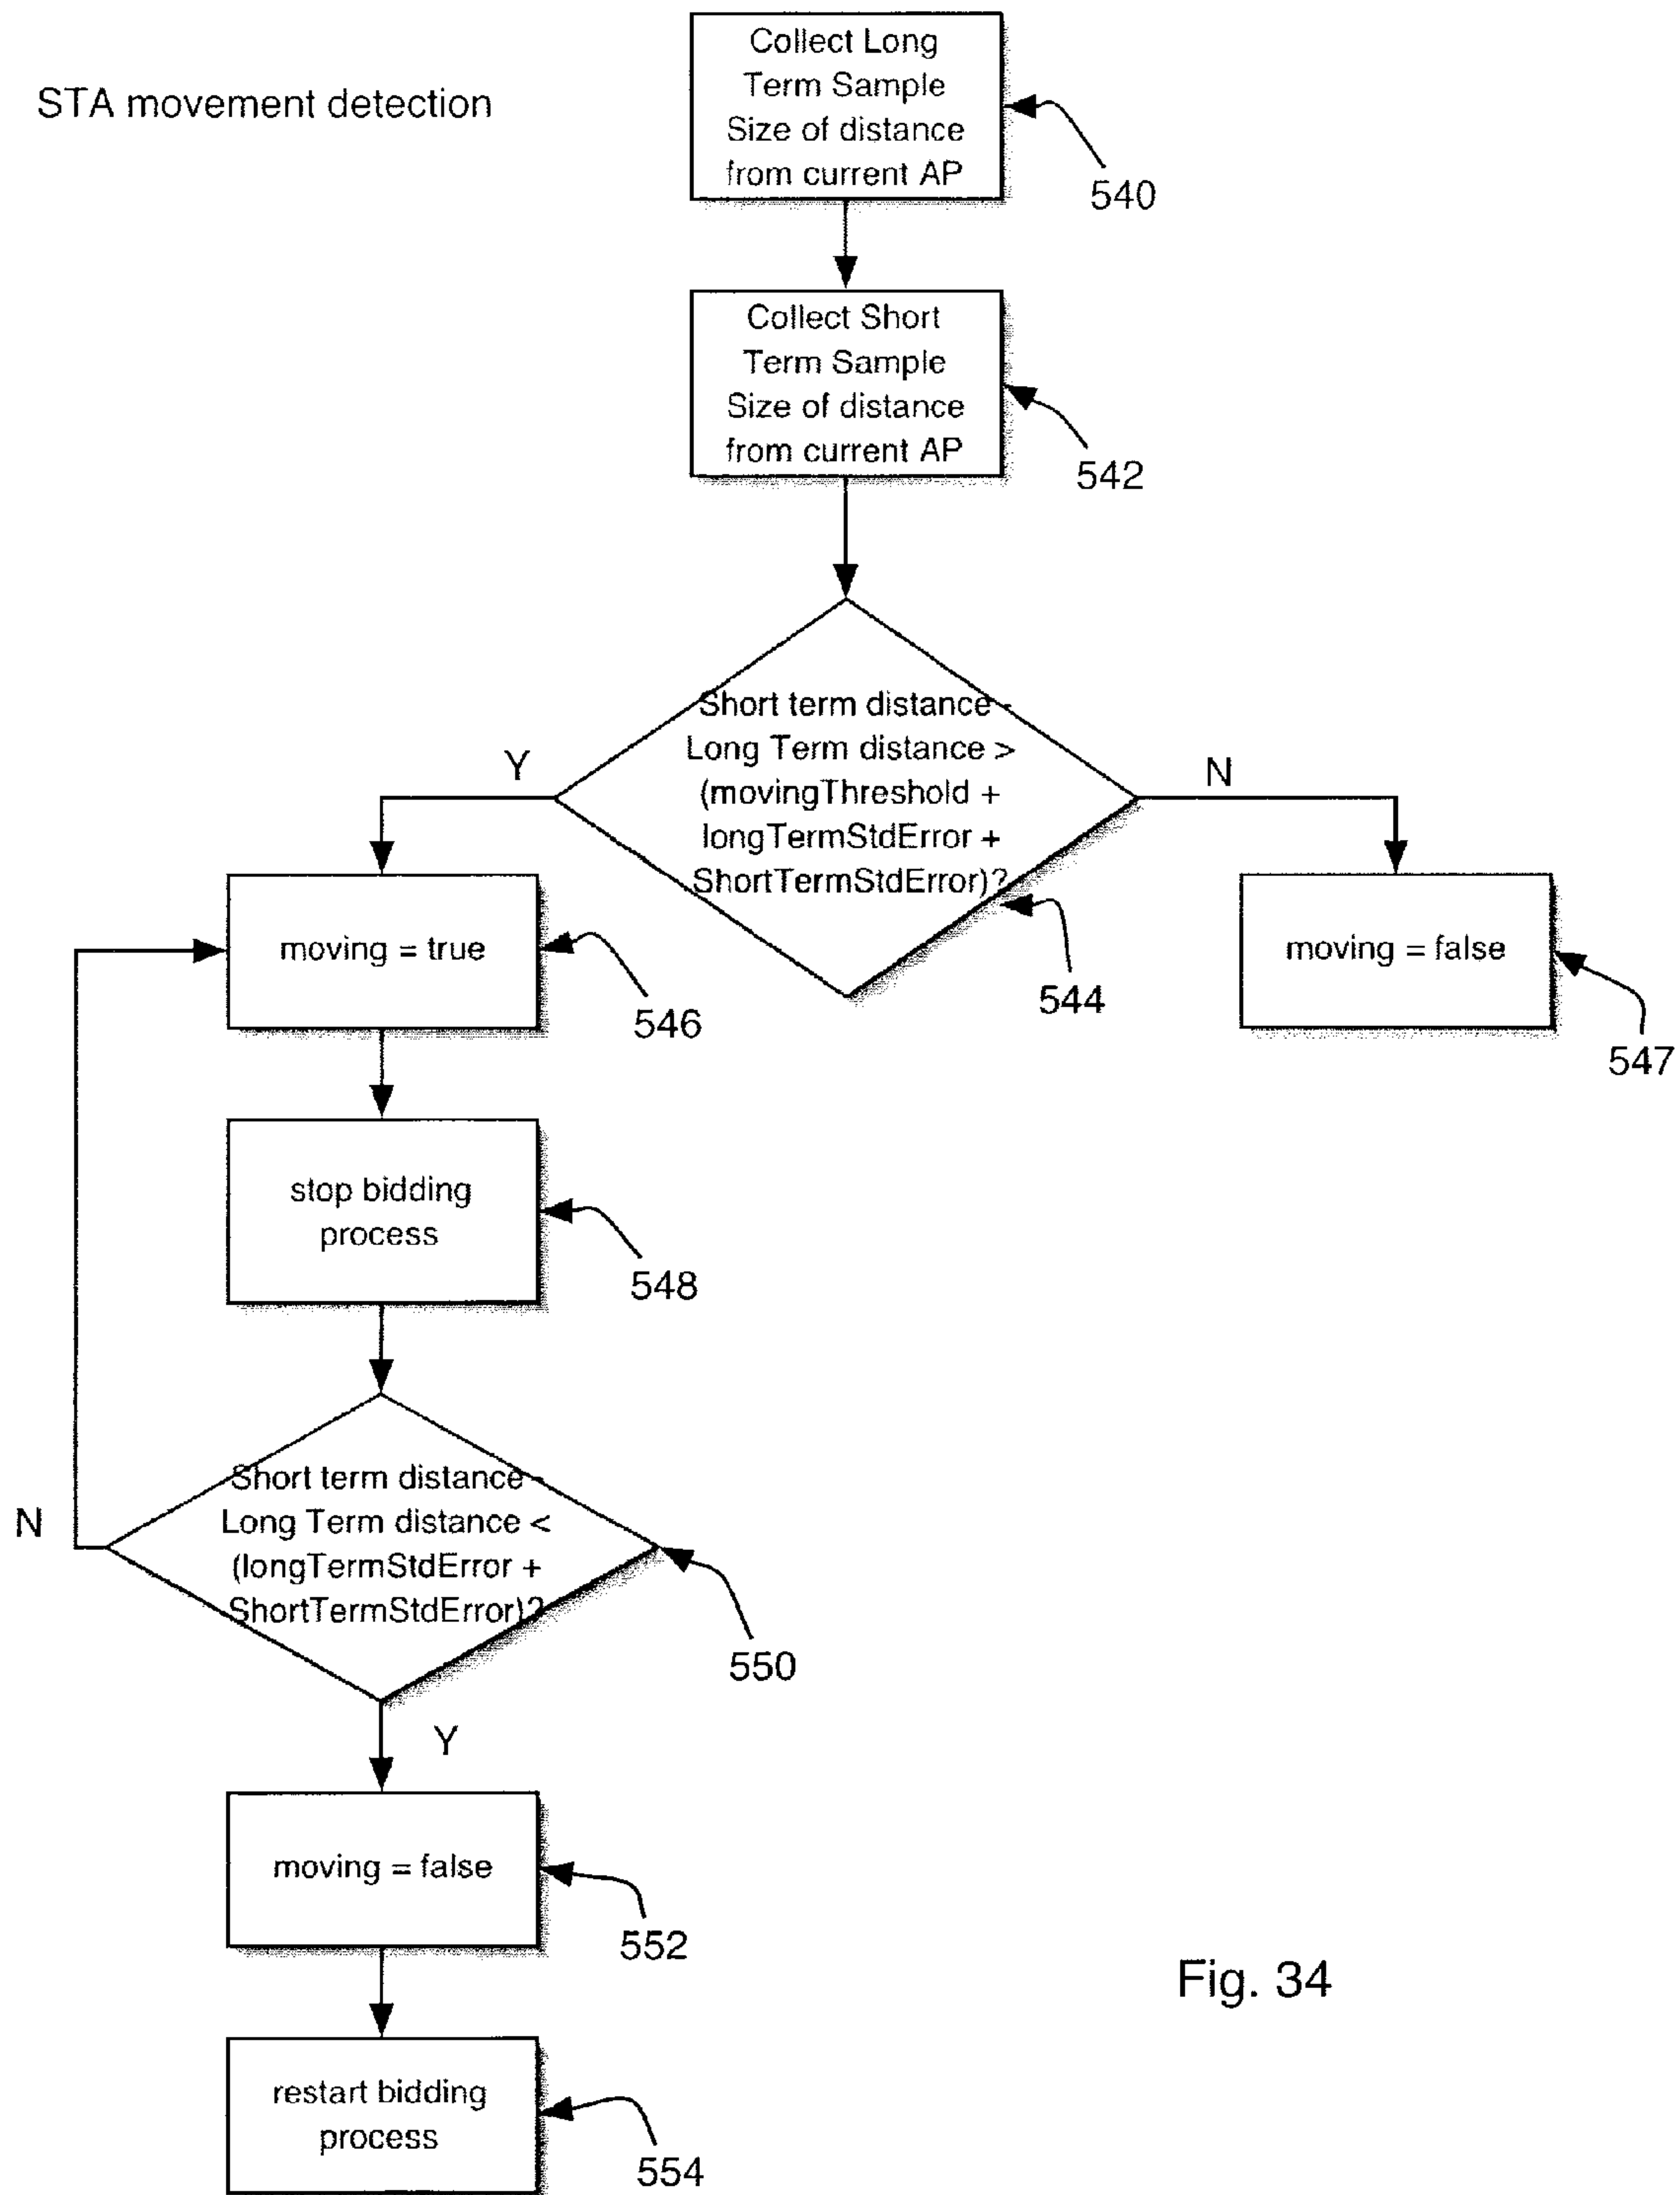 STA movement detection
Collect Long
Term Sample
Size of distance
from current AP
540
Collect Short
Term Sample
Size of distance
from current AP
542
Short term distance -
Long Term distance >
(movingThreshold +
longTermStdError +
ShortTermStdError)?
544
Y
N
moving = true
546
moving = false
547
stop bidding
process
548
Short term distance -
Long Term distance <
(longTermStdError +
ShortTermStdError)?
550
N
Y
moving = false
552
restart bidding
process
554
Fig. 34